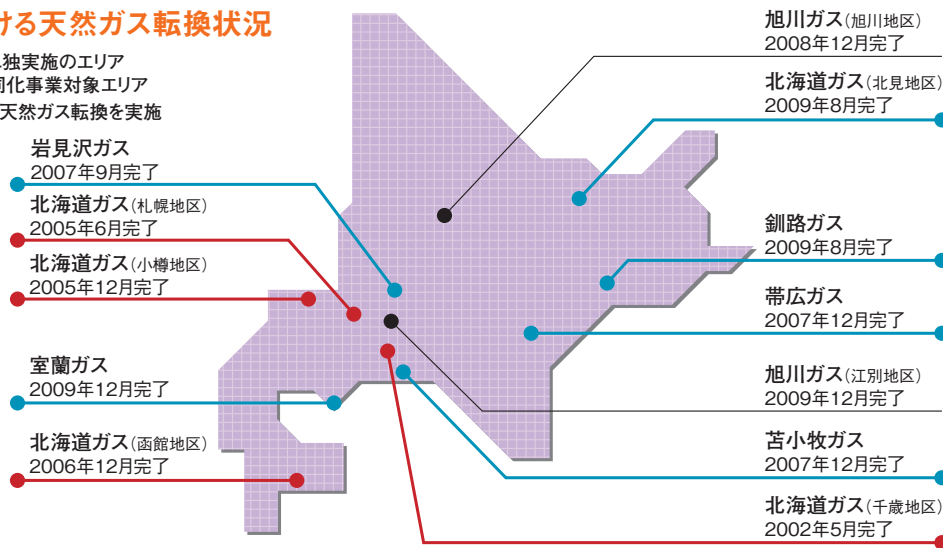 ける天然ガス転換状況
独実施のエリア
同化事業対象エリア
天然ガス転換を実施
岩見沢ガス
2007年9月完了
北海道ガス(札幌地区)
2005年6月完了
北海道ガス(小樽地区)
2005年12月完了
室蘭ガス
2009年12月完了
北海道ガス(函館地区)
2006年12月完了
旭川ガス(旭川地区)
2008年12月完了
北海道ガス(北見地区)
2009年8月完了
釧路ガス
2009年8月完了
帯広ガス
2007年12月完了
旭川ガス(江別地区)
2009年12月完了
苫小牧ガス
2007年12月完了
北海道ガス(千歳地区)
2002年5月完了